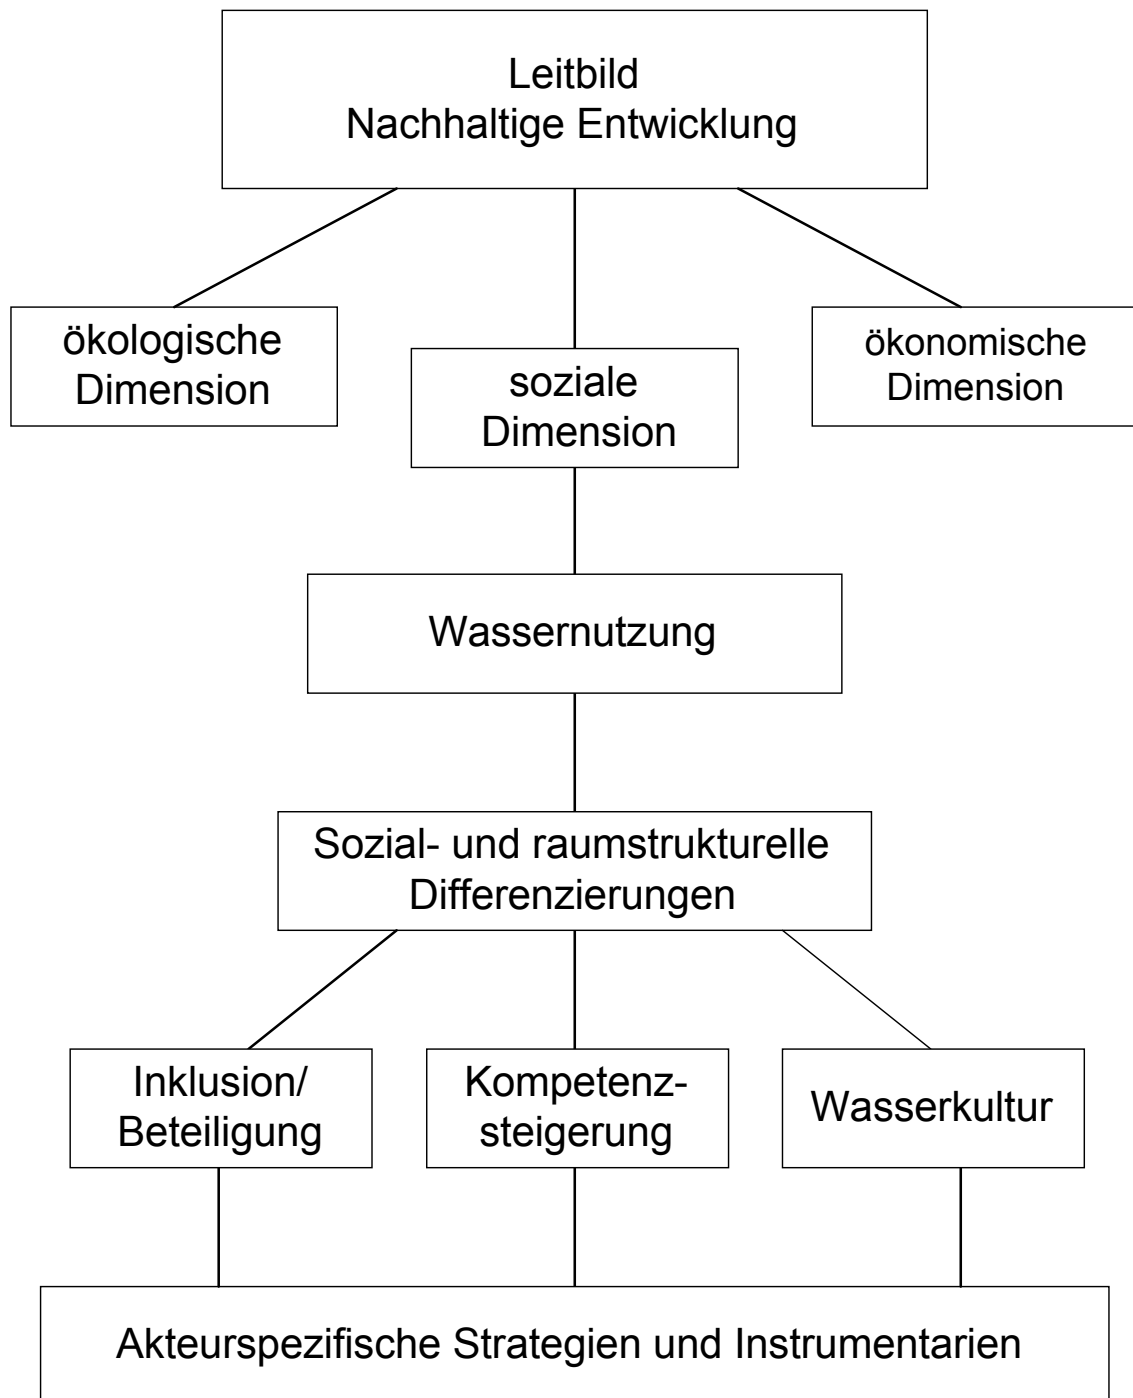 Leitbild
Nachhaltige Entwicklung
ökologische
Dimension
soziale
Dimension
ökonomische
Dimension
Wassernutzung
Sozial- und raumstrukturelle
Differenzierungen
Inklusion/
Beteiligung
Kompetenz-
steigerung
Wasserkultur
Akteurspezifische Strategien und Instrumentarien